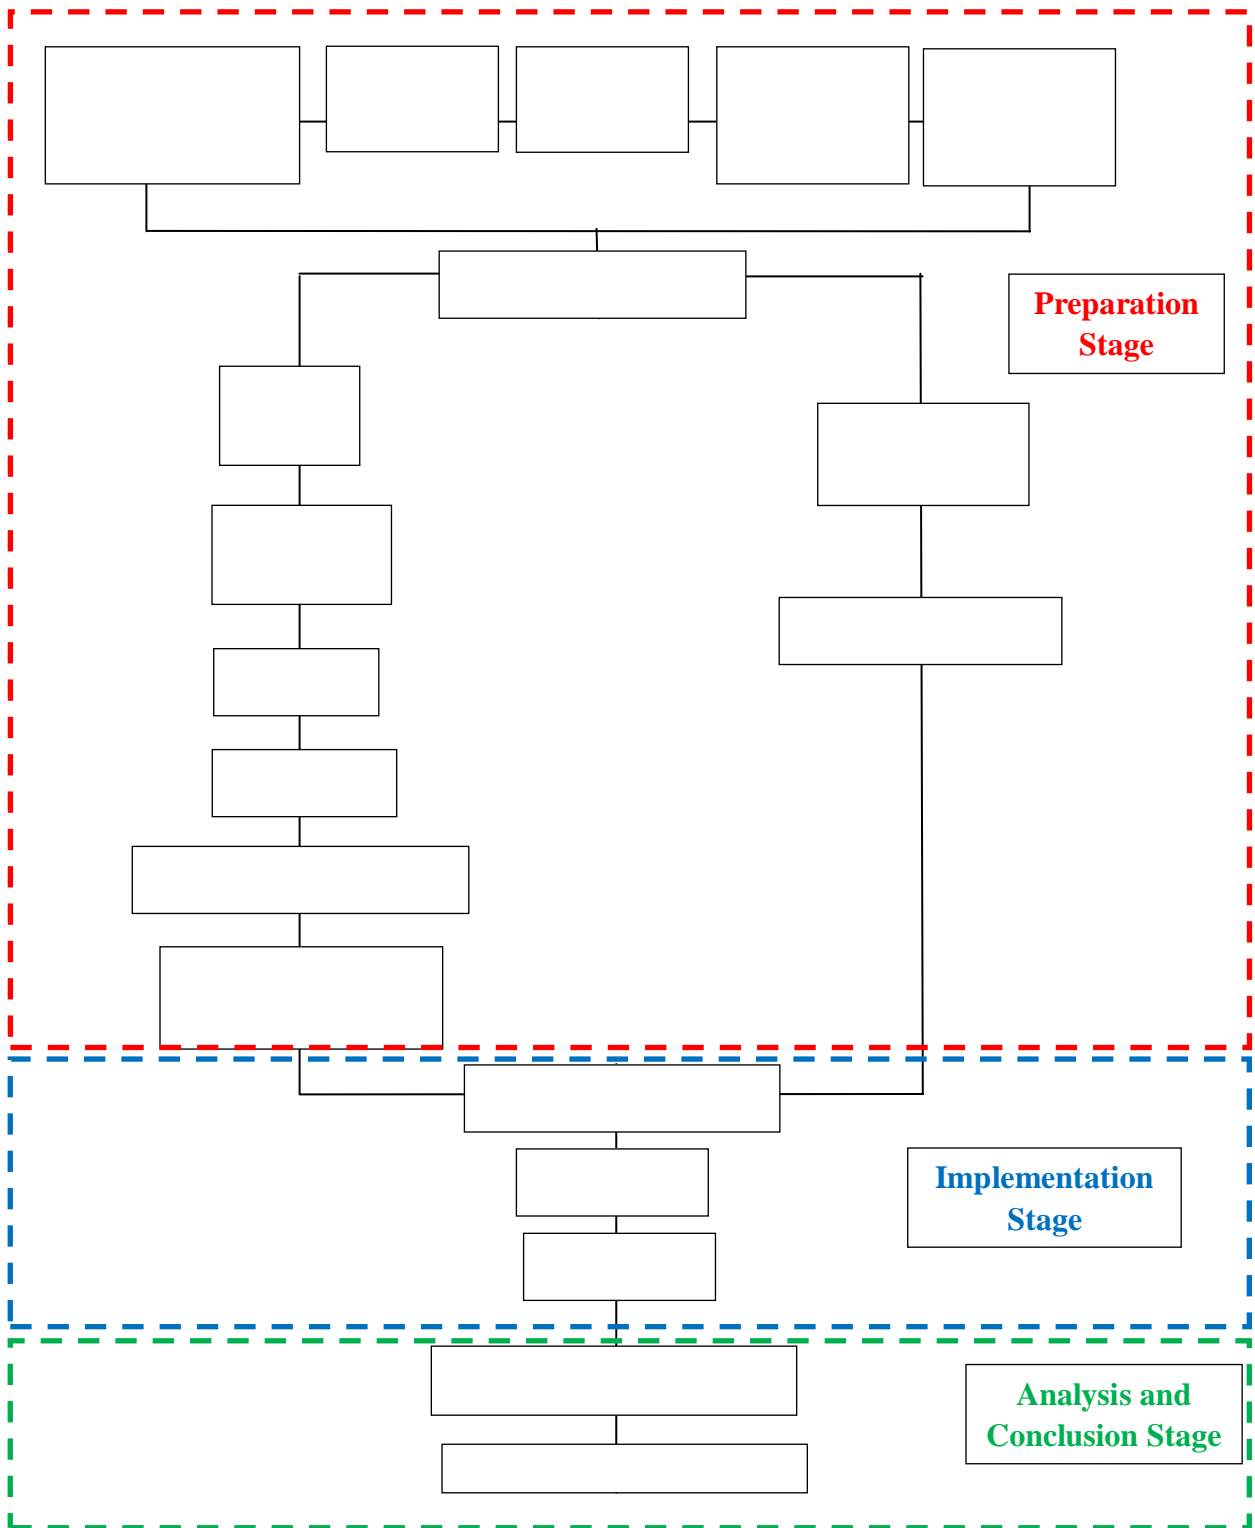 Preparation
Stage
Implementation
Stage
Analysis and
Conclusion Stage